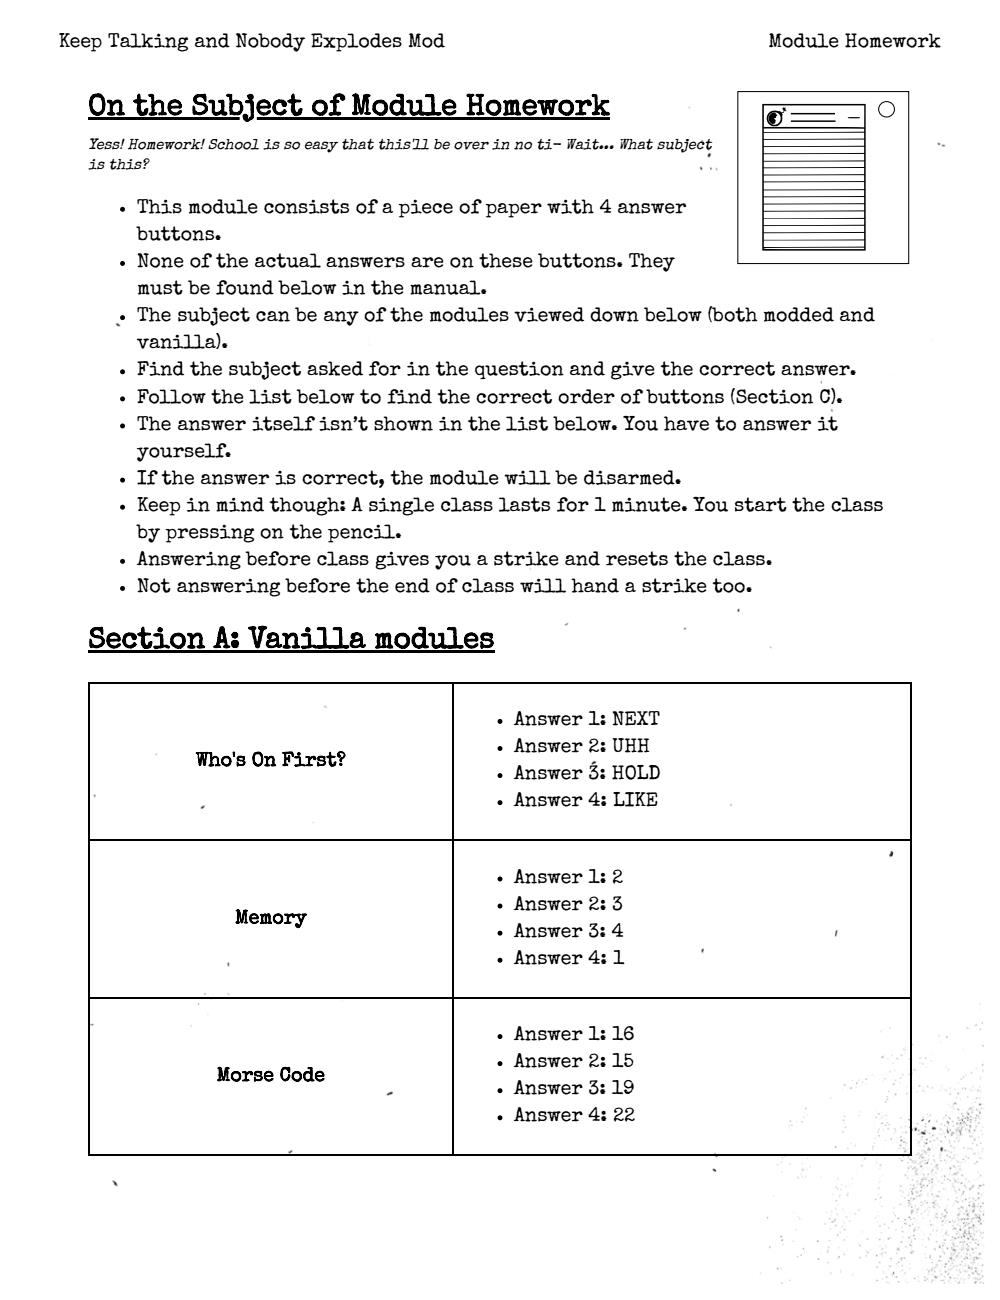 Keep Talking and Nobody Explodes Mod
Module Homework
On the Subject of Module Homework
Yess! Homework! School is so easy that this'll be over in no ti- Wait... What subject
is this?
• This module consists of a piece of paper with 4 answer
buttons.
• None of the actual answers are on these buttons. They
must be found below in the manual.
• The subject can be any of the modules viewed down below (both modded and
vanilla).
• Find the subject asked for in the question and give the correct answer.
• Follow the list below to find the correct order of buttons (Section C).
• The answer itself isn't shown in the list below. You have to answer it
yourself.
• If the answer is correct, the module will be disarmed.
• Keep in mind though: A single class lasts for 1 minute. You start the class
by pressing on the pencil.
• Answering before class gives you a strike and resets the class.
• Not answering before the end of class will hand a strike too.
Section A: Vanilla modules
Who's On First?
• Answer 1: NEXT
• Answer 2: UHH
• Answer 3: HOLD
• Answer 4: LIKE
Memory
• Answer 1: 2
• Answer 2: 3
• Answer 3: 4
• Answer 4: 1
Morse Code
• Answer 1: 16
• Answer 2: 15
• Answer 3: 19
• Answer 4: 22